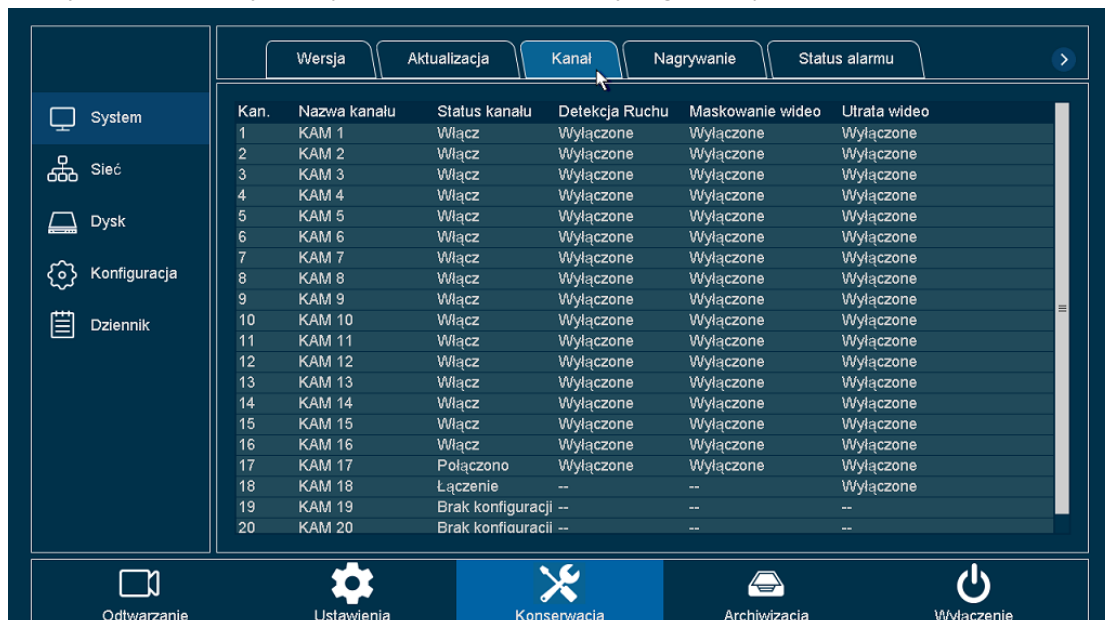 Wersja Aktualizacja Kanał Nagrywanie Status alarmu
System
Sieć
Dysk
Konfiguracja
Dziennik
Kan. Nazwa kanału Status kanału Detekcja Ruchu Maskowanie wideo Utrata wideo
1 KAM 1 Włącz Wyłączone Wyłączone Wyłączone
2 KAM 2 Włącz Wyłączone Wyłączone Wyłączone
3 KAM 3 Włącz Wyłączone Wyłączone Wyłączone
4 KAM 4 Włącz Wyłączone Wyłączone Wyłączone
5 KAM 5 Włącz Wyłączone Wyłączone Wyłączone
6 KAM 6 Włącz Wyłączone Wyłączone Wyłączone
7 KAM 7 Włącz Wyłączone Wyłączone Wyłączone
8 KAM 8 Włącz Wyłączone Wyłączone Wyłączone
9 KAM 9 Włącz Wyłączone Wyłączone Wyłączone
10 KAM 10 Włącz Wyłączone Wyłączone Wyłączone
11 KAM 11 Włącz Wyłączone Wyłączone Wyłączone
12 KAM 12 Włącz Wyłączone Wyłączone Wyłączone
13 KAM 13 Włącz Wyłączone Wyłączone Wyłączone
14 KAM 14 Włącz Wyłączone Wyłączone Wyłączone
15 KAM 15 Włącz Wyłączone Wyłączone Wyłączone
16 KAM 16 Włącz Wyłączone Wyłączone Wyłączone
17 KAM 17 Połączono Wyłączone Wyłączone Wyłączone
18 KAM 18 Łączenie -- -- Wyłączone
19 KAM 19 Brak konfiguracji -- -- --
20 KAM 20 Brak konfiguracji -- -- --
Odtwarzanie Ustawienia Konserwacja Archiwizacja Wyłączenie